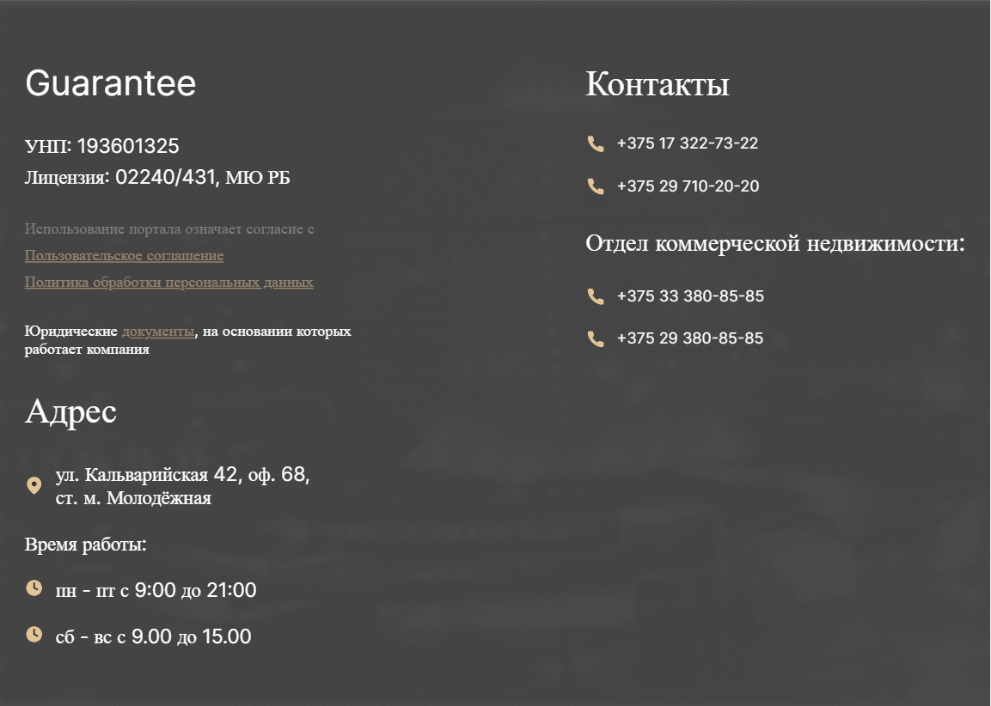 Guarantee
УНП: 193601325
Лицензия: 02240/431, МЮ РБ
Использование портала означает согласие с
Пользовательское соглашение
Политика обработки персональных данных
Юридические документы, на основании которых
работает компания
Адрес
ул. Кальварийская 42, оф. 68,
ст. м. Молодёжная
Время работы:
пн - пт с 9:00 до 21:00
сб - вс с 9.00 до 15.00
Контакты
+375 17 322-73-22
+375 29 710-20-20
Отдел коммерческой недвижимости:
+375 33 380-85-85
+375 29 380-85-85